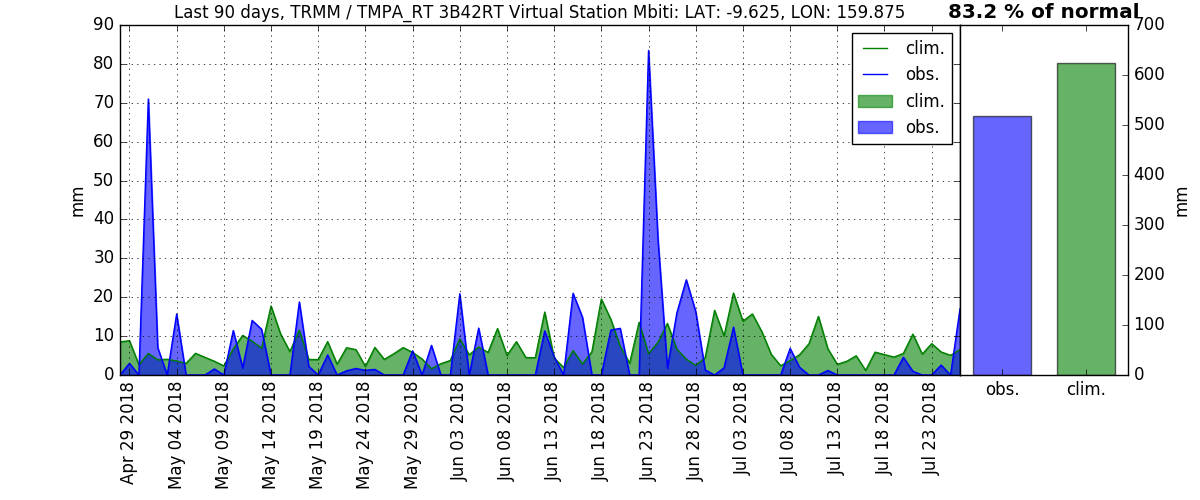 Last 90 days, TRMM / TMPA_RT 3B42RT Virtual Station Mbiti: LAT: -9.625, LON: 159.875
83.2 % of normal
90
80
70
60
50
40
30
20
10
0
mm
clim.
obs.
clim.
obs.
Apr 29 2018
May 04 2018
May 09 2018
May 14 2018
May 19 2018
May 24 2018
May 29 2018
Jun 03 2018
Jun 08 2018
Jun 13 2018
Jun 18 2018
Jun 23 2018
Jun 28 2018
Jul 03 2018
Jul 08 2018
Jul 13 2018
Jul 18 2018
Jul 23 2018
700
600
500
400
300
200
100
0
mm
obs.
clim.